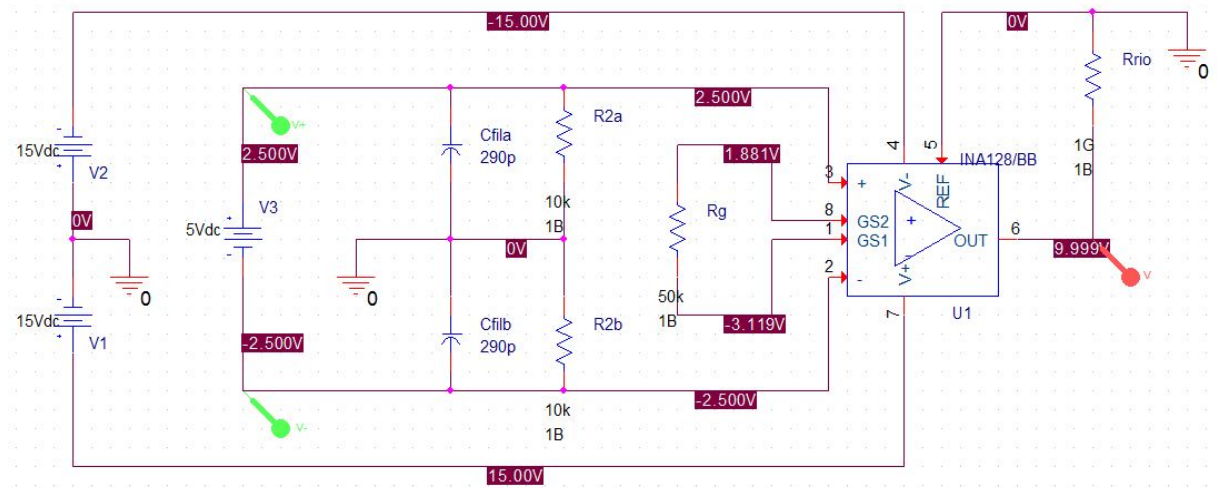 -15.00V
0V
Rrio
0
2.500V
R2a
Cfila
290p
V+
2.500V
1.881V
4
5
1G
1B
INA128/BB
15Vdc
V2
3
+
V-
REF
V3
10k
1B
Rg
8
GS2
+
0V
5Vdc
1
GS1
OUT
6
0V
9.999V
V
0
0
2
-
-
V+
50k
1B
15Vdc
V1
Cfilb
290p
R2b
-3.119V
7
U1
-2.500V
-2.500V
10k
1B
V-
15.00V